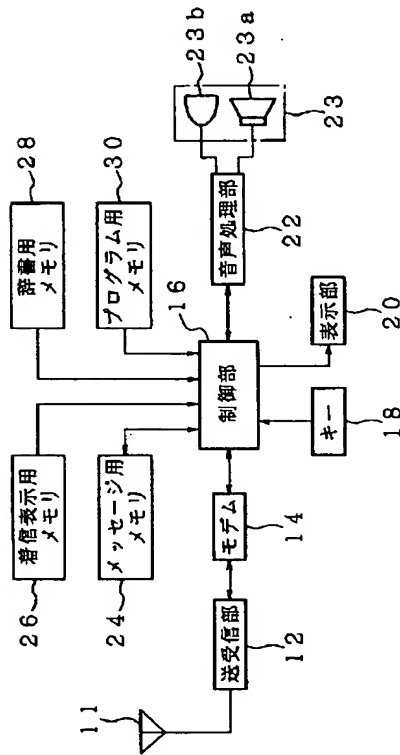 28
辞書用
メモリ
30
プログラム用
メモリ
着信表示用
メモリ
26
メッセージ用
メモリ
24
23b
23a
23
音声処理部
22
16
制御部
表示部
20
キー
18
モデム
14
送受信部
12
11